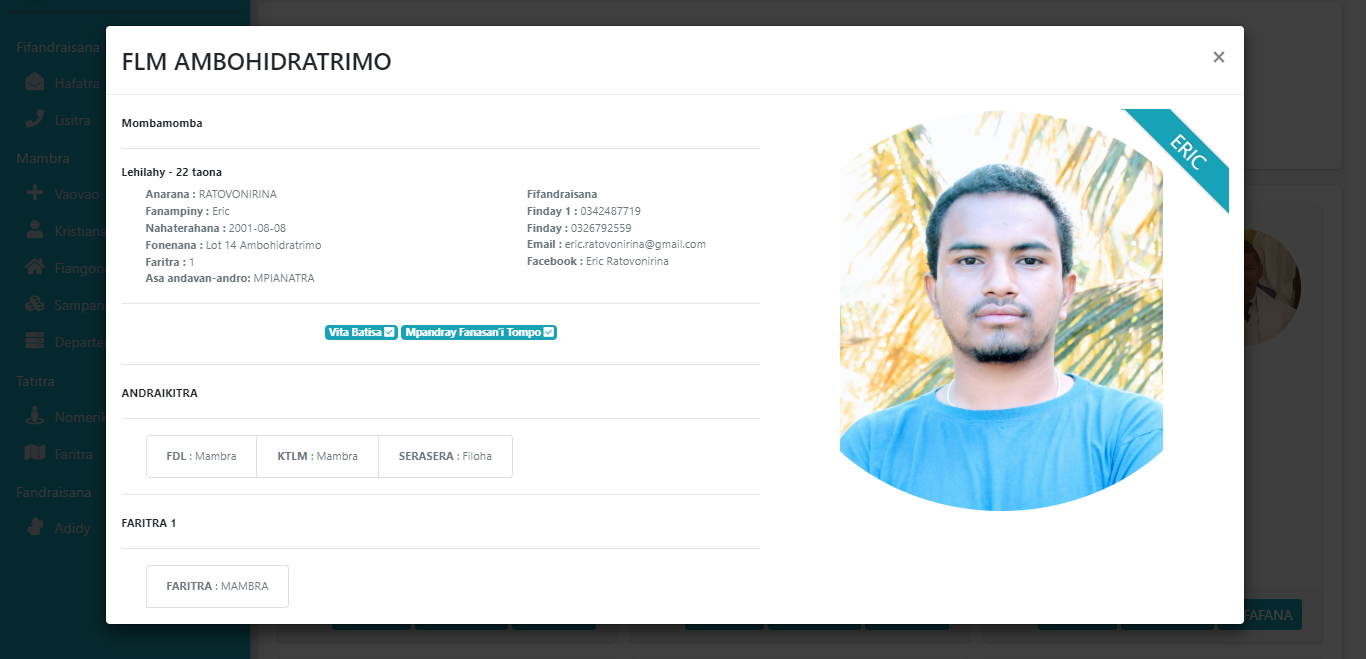 FLM AMBOHIDRATRIMO
×
Mombamomba
Lehilahy - 22 taona
Anarana : RATOVONIRINA
Fanampiny : Eric
Nahaterahana : 2001-08-08
Fonenana : Lot 14 Ambohidratrimo
Faritra : 1
Asa andavan-andro: MPIANATRA
Fifandraisana
Finday 1 : 0342487719
Finday : 0326792559
Email : eric.ratovonirina@gmail.com
Facebook : Eric Ratovonirina
Vita Batisa
Mpandray Fanasan'i Tompo
ANDRAIKITRA
FDL : Mambra
KTLM : Mambra
SERASERA : Filoha
FARITRA 1
FARITRA : MAMBRA
ERIC
Fifandraisana
Hafatra
Lisitra
Mambra
Vaovao
Kristiana
Fiangon
Sampan
Departe
Tatitra
Nomerik
Faritra
Fandraisana
Adidy
FAFANA